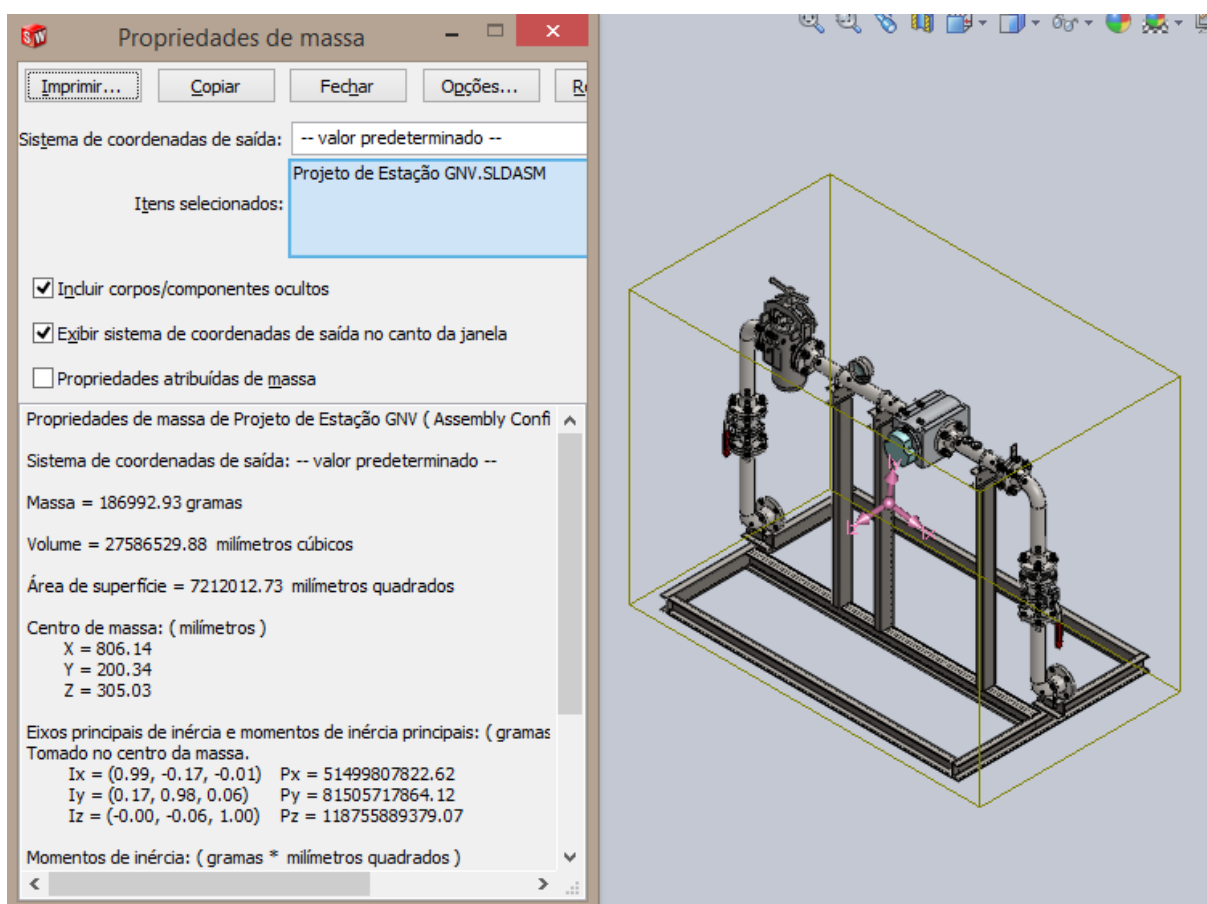 SW Propriedades de massa
Imprimir... Copiar Fechar Opções... Re
Sistema de coordenadas de saída: -- valor predeterminado --
Projeto de Estação GNV.SLDASM
Itens selecionados:
Incluir corpos/componentes ocultos
Exibir sistema de coordenadas de saída no canto da janela
Propriedades atribuídas de massa
Propriedades de massa de Projeto de Estação GNV ( Assembly Confi
Sistema de coordenadas de saída: -- valor predeterminado --
Massa = 186992.93 gramas
Volume = 27586529.88 milímetros cúbicos
Área de superfície = 7212012.73 milímetros quadrados
Centro de massa: ( milímetros )
X = 806.14
Y = 200.34
Z = 305.03
Eixos principais de inércia e momentos de inércia principais: ( gramas
Tomado no centro da massa.
Ix = (0.99, -0.17, -0.01) Px = 51499807822.62
Iy = (0.17, 0.98, 0.06) Py = 81505717864.12
Iz = (-0.00, -0.06, 1.00) Pz = 118755889379.07
Momentos de inércia: ( gramas * milímetros quadrados )